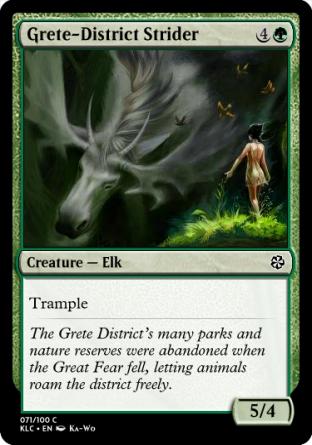 Grete-District Strider 4
Creature — Elk
Trample
The Grete District's many parks and
nature reserves were abandoned when
the Great Fear fell, letting animals
roam the district freely.
5/4
071/100 C
KLC • EN Ka-Wo